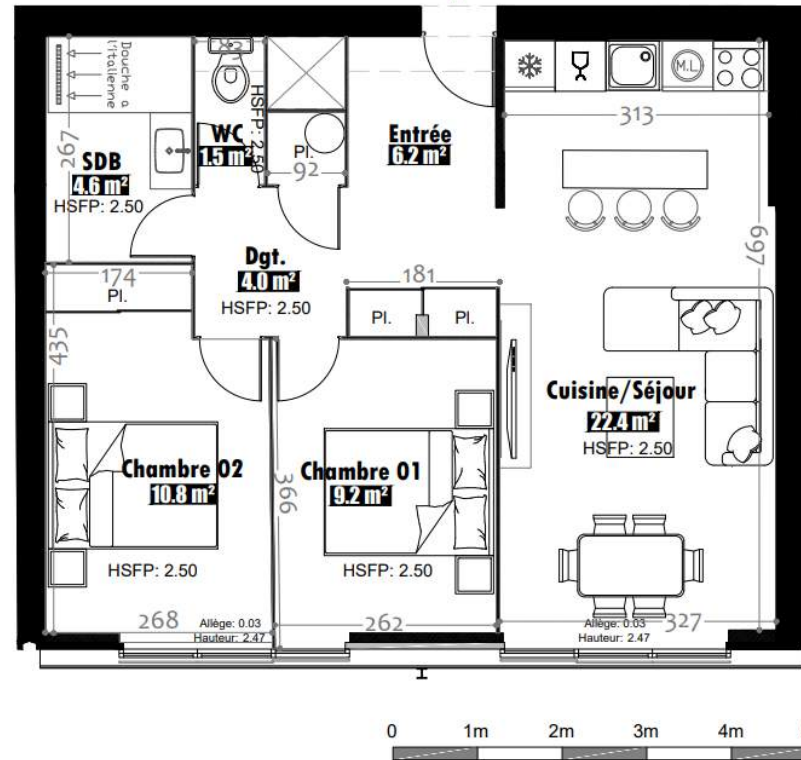 Douche a
l'italienne
83
HSFP: 2.50
WC
1.5 m²
Pl.
92
Entrée
6.2 m²
M.L
313
267
SDB
4.6 m²
HSFP: 2.50
697
Dgt.
4.0 m²
HSFP: 2.50
174
Pl.
181
Pl.
Pl.
435
Cuisine/Séjour
22.4 m²
HSFP: 2.50
Chambre 02
10.8 m²
HSFP: 2.50
366
Chambre 01
9.2 m²
HSFP: 2.50
268
Allège: 0.03
Hauteur: 2.47
262
Allège: 0.03
Hauteur: 2.47
327
0 1m 2m 3m 4m